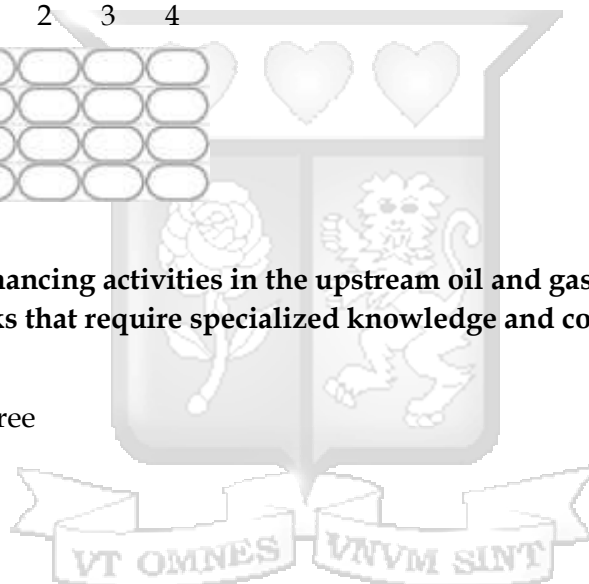 2 3 4
nancing activities in the upstream oil and gas
ks that require specialized knowledge and co
ree
VT OMNES VNVM SINT